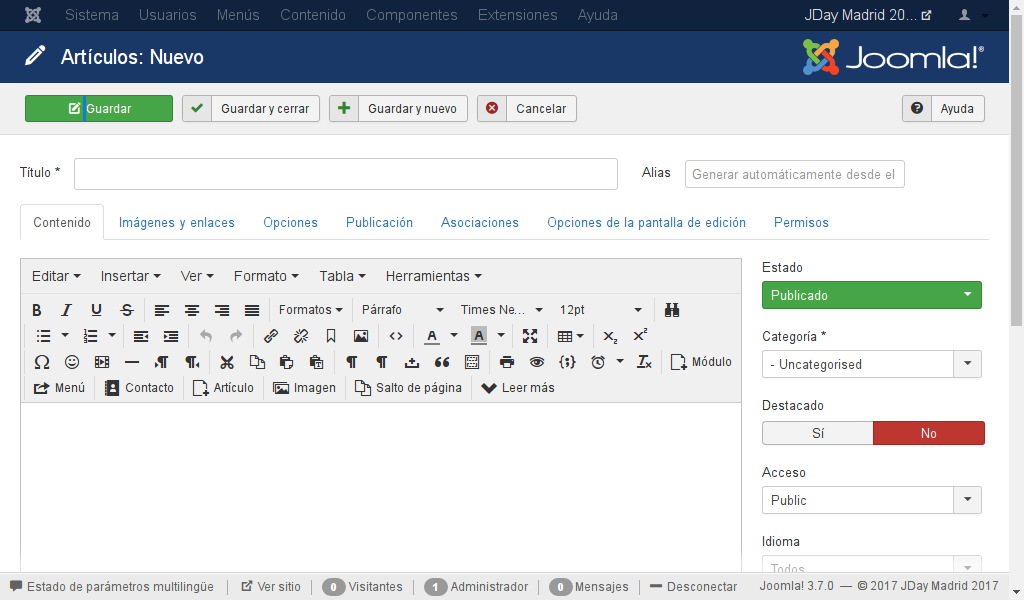 Sistema Usuarios Menús Contenido Componentes Extensiones Ayuda JDay Madrid 20...
Artículos: Nuevo Joomla!®
Guardar Guardar y cerrar Guardar y nuevo Cancelar Ayuda
Título * Alias Generar automáticamente desde el
Contenido Imágenes y enlaces Opciones Publicación Asociaciones Opciones de la pantalla de edición Permisos
Editar Insertar Ver Formato Tabla Herramientas
Formatos Párrafo Times Ne... 12pt
Módulo
Menú Contacto Artículo Imagen Salto de página Leer más
Estado
Publicado
Categoría *
- Uncategorised
Destacado
Sí No
Acceso
Public
Idioma
Todos
Estado de parámetros multilingüe Ver sitio 0 Visitantes 1 Administrador 0 Mensajes Desconectar Joomla! 3.7.0 — © 2017 JDay Madrid 2017